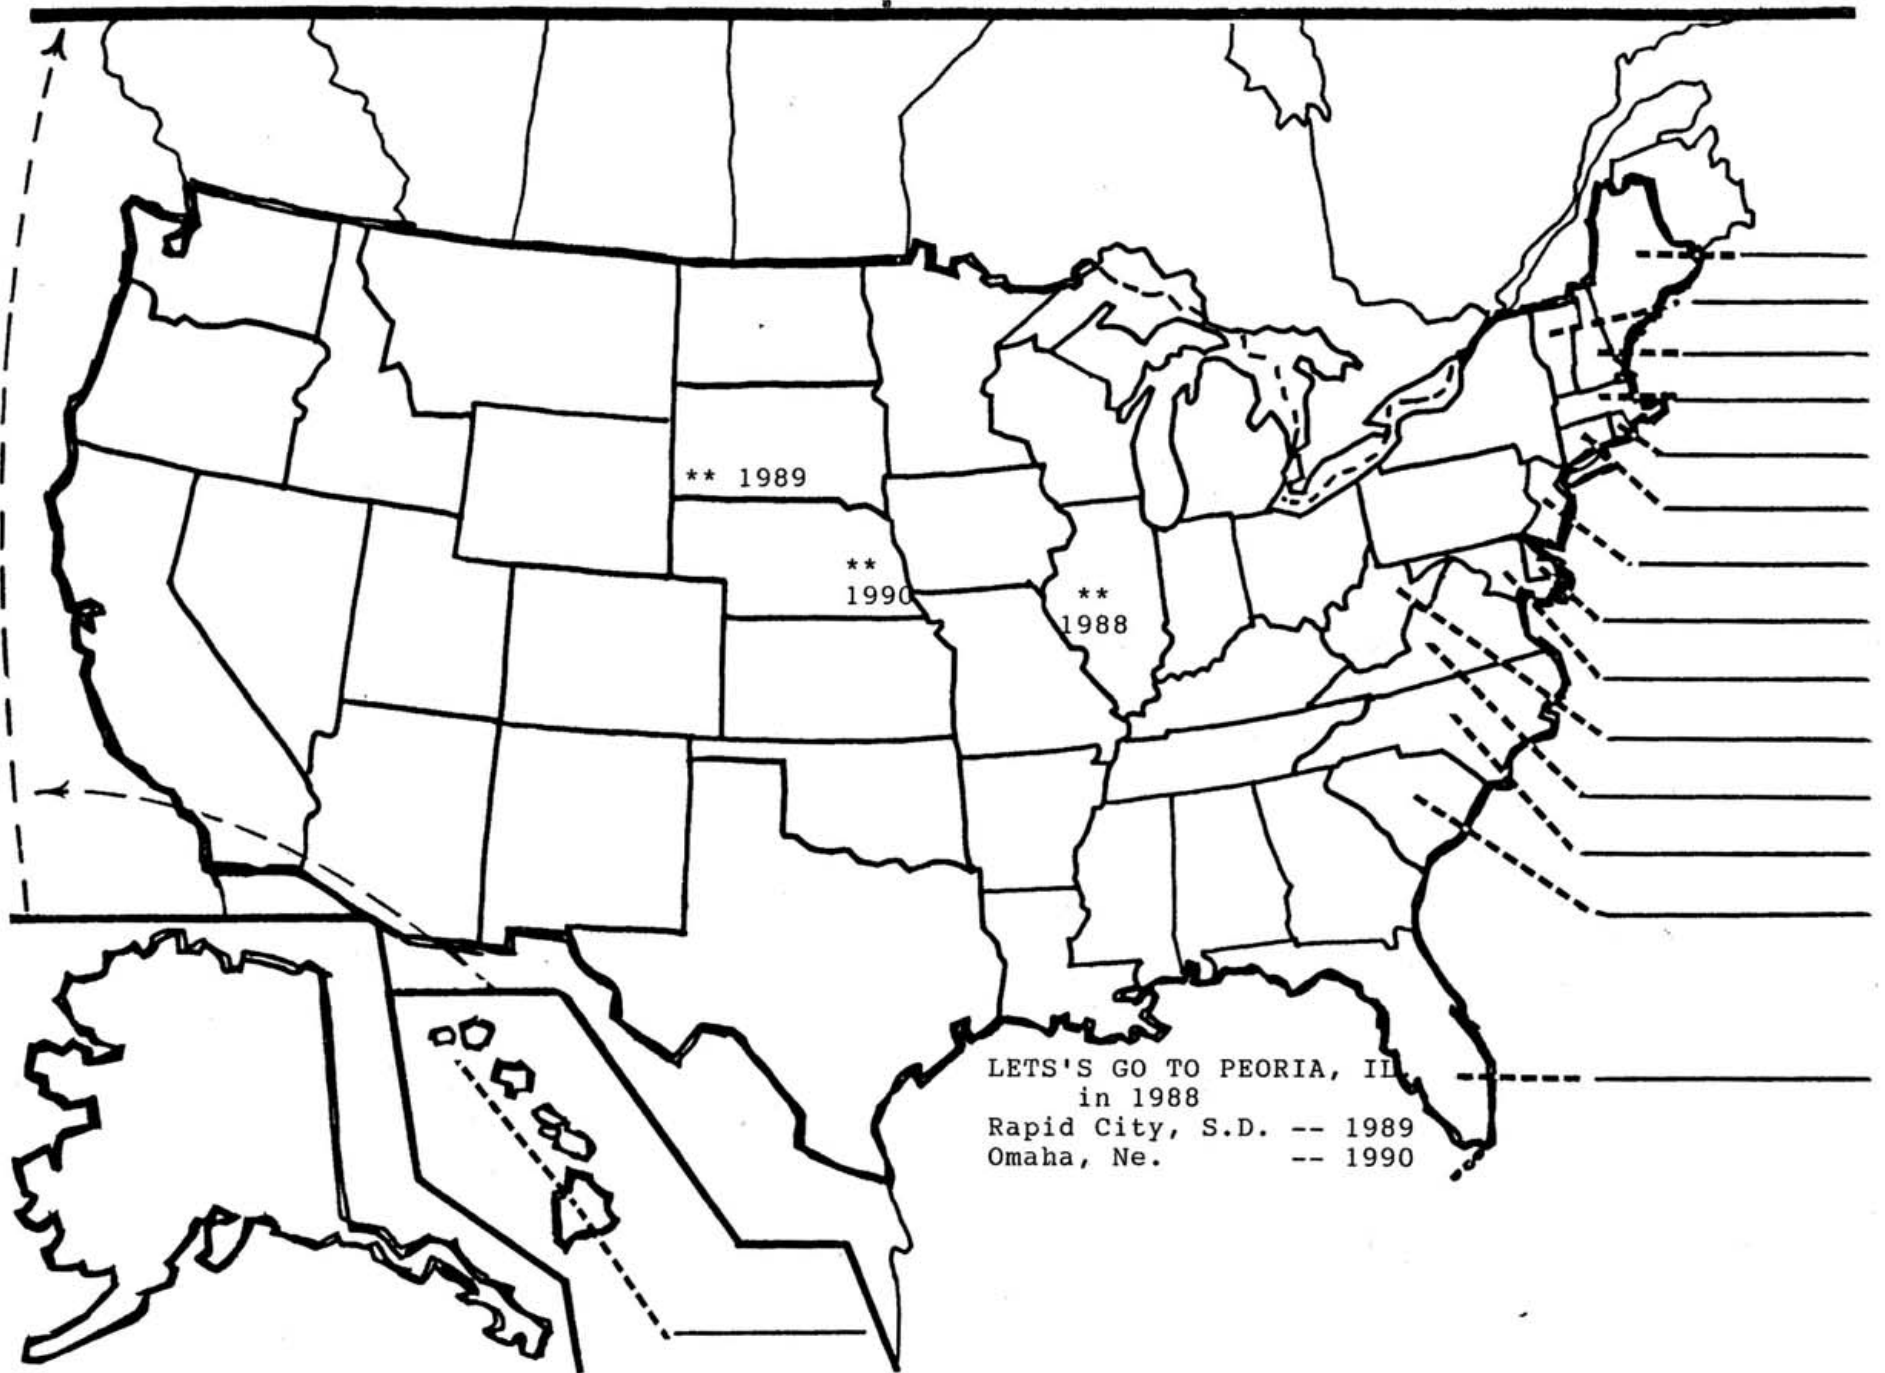 ** 1989
**
1990
**
1988
LETS'S GO TO PEORIA, IL.
in 1988
Rapid City, S.D. -- 1989
Omaha, Ne. -- 1990